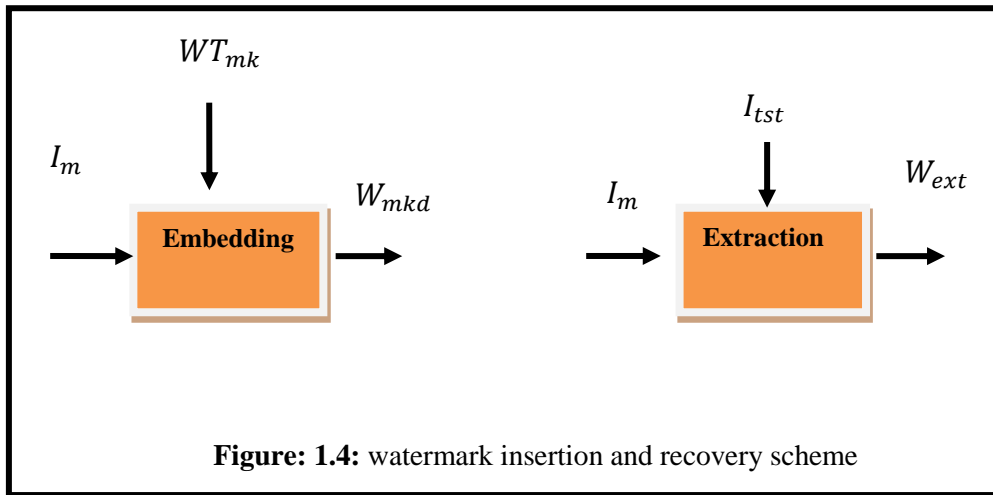 WT_mk
I_m
Embedding
W_mkd
I_tst
I_m
Extraction
W_ext
Figure: 1.4: watermark insertion and recovery scheme